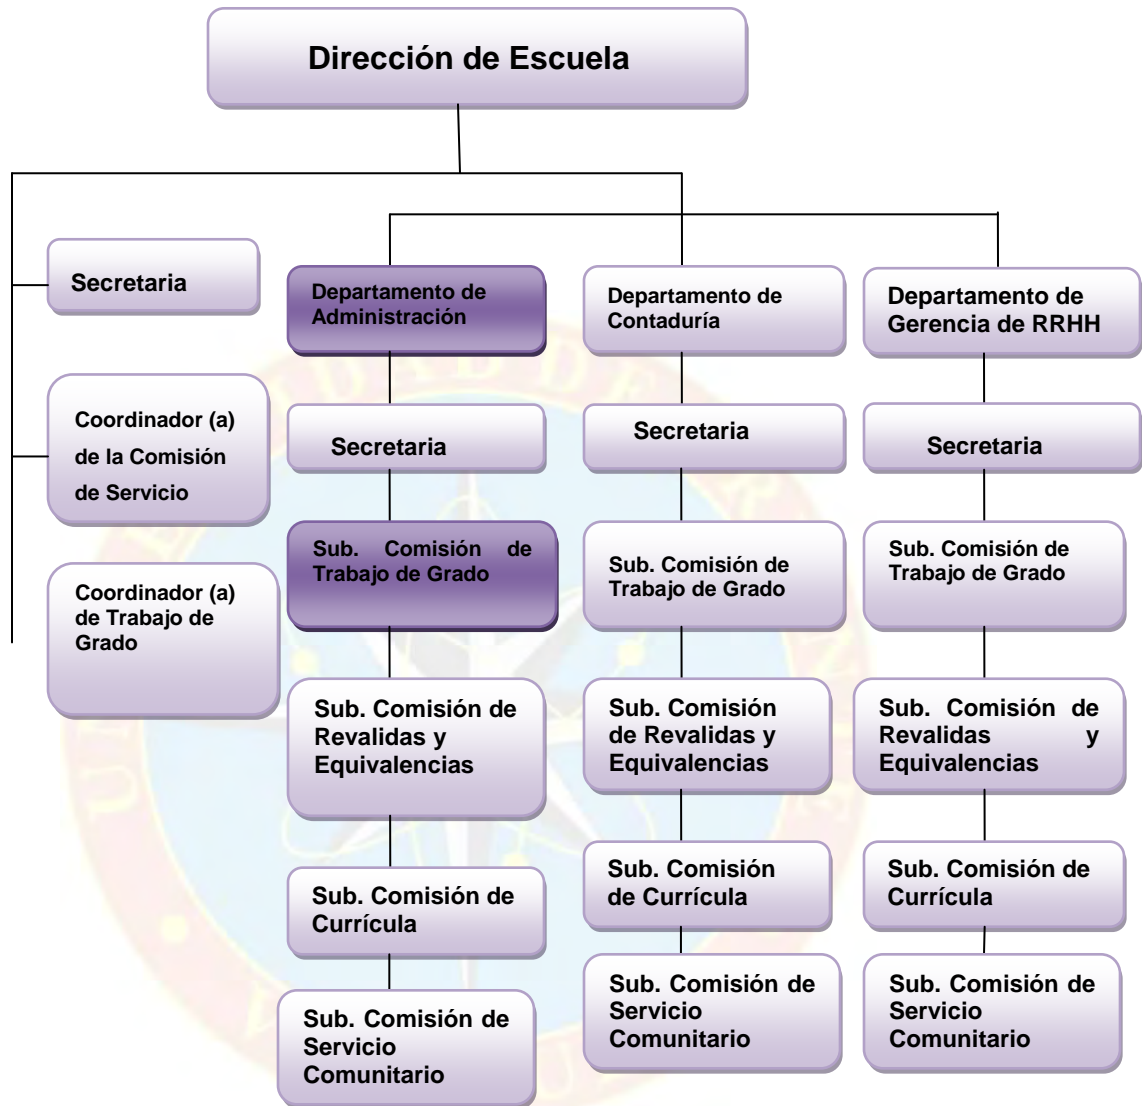 Dirección de Escuela
Secretaria
Coordinador (a)
de la Comisión
de Servicio
Coordinador (a)
de Trabajo de
Grado
Departamento de
Administración
Secretaria
Sub. Comisión de
Trabajo de Grado
Sub. Comisión de
Revalidas y
Equivalencias
Sub. Comisión de
Currícula
Sub. Comisión de
Servicio
Comunitario
Departamento de
Contaduría
Secretaria
Sub. Comisión de
Trabajo de Grado
Sub. Comisión
de Revalidas y
Equivalencias
Sub. Comisión
de Currícula
Sub. Comisión de
Servicio
Comunitario
Departamento de
Gerencia de RRHH
Secretaria
Sub. Comisión de
Trabajo de Grado
Sub. Comisión de
Revalidas y
Equivalencias
Sub. Comisión de
Currícula
Sub. Comisión de
Servicio
Comunitario